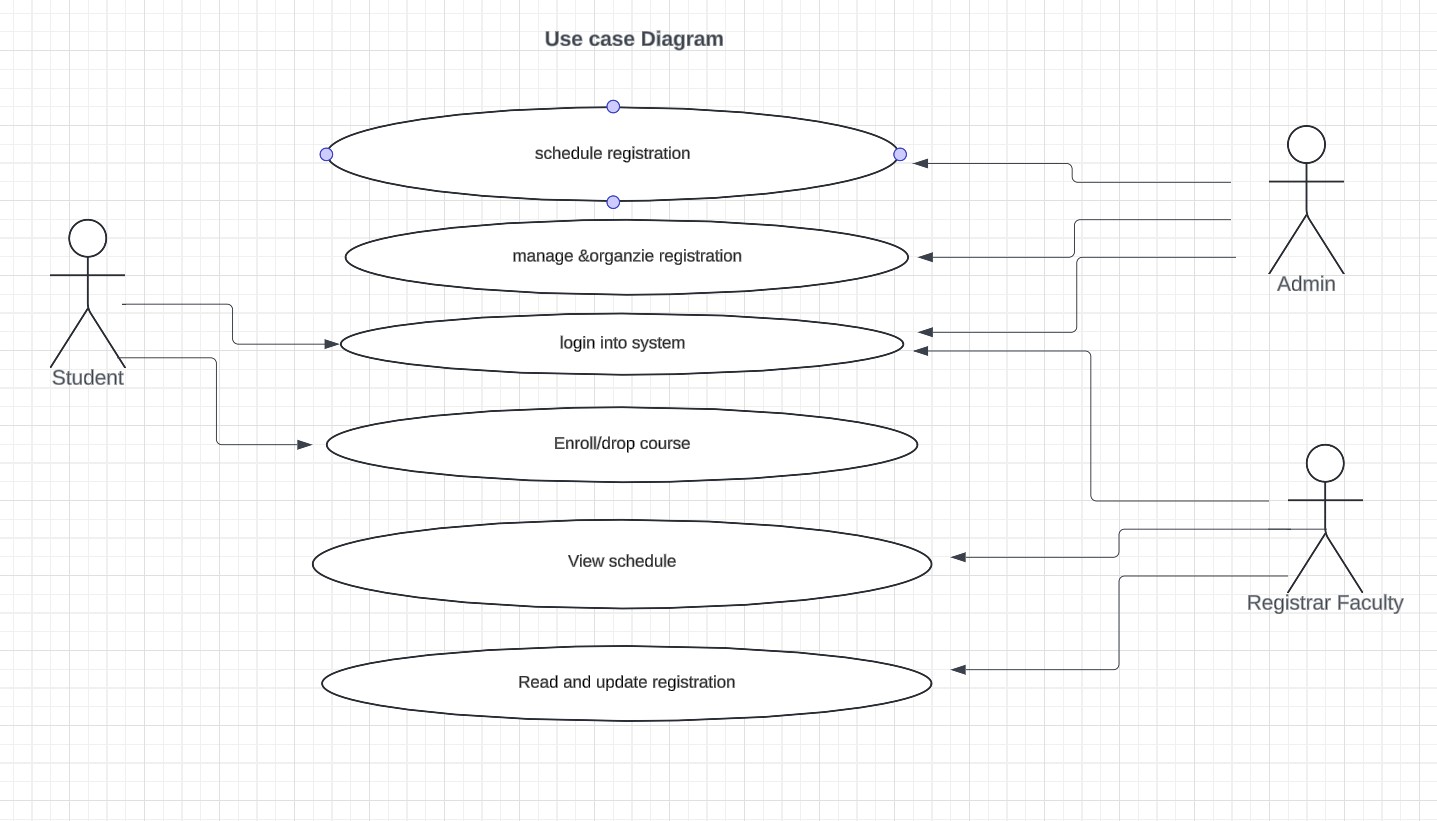 Use case Diagram
schedule registration
manage &organzie registration
login into system
Enroll/drop course
View schedule
Read and update registration
Student
Admin
Registrar Faculty